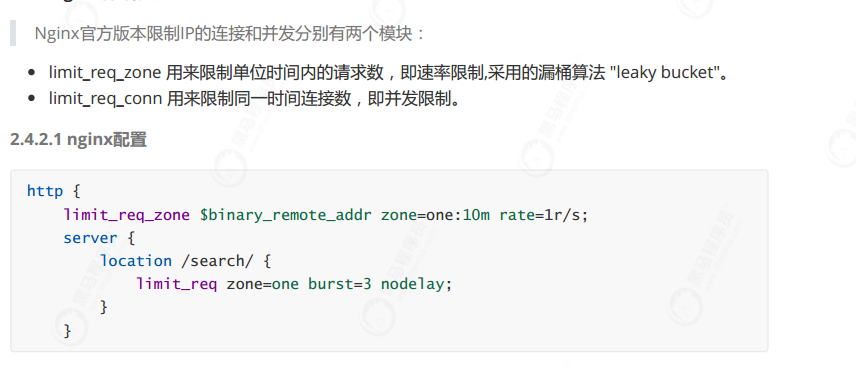 Nginx官方版本限制IP的连接和并发分别有两个模块：
limit_req_zone 用来限制单位时间内的请求数，即速率限制,采用的漏桶算法 "leaky bucket"。
limit_req_conn 用来限制同一时间连接数，即并发限制。
2.4.2.1 nginx配置
http {
    limit_req_zone $binary_remote_addr zone=one:10m rate=1r/s;
    server {
        location /search/ {
            limit_req zone=one burst=3 nodelay;
        }
    }